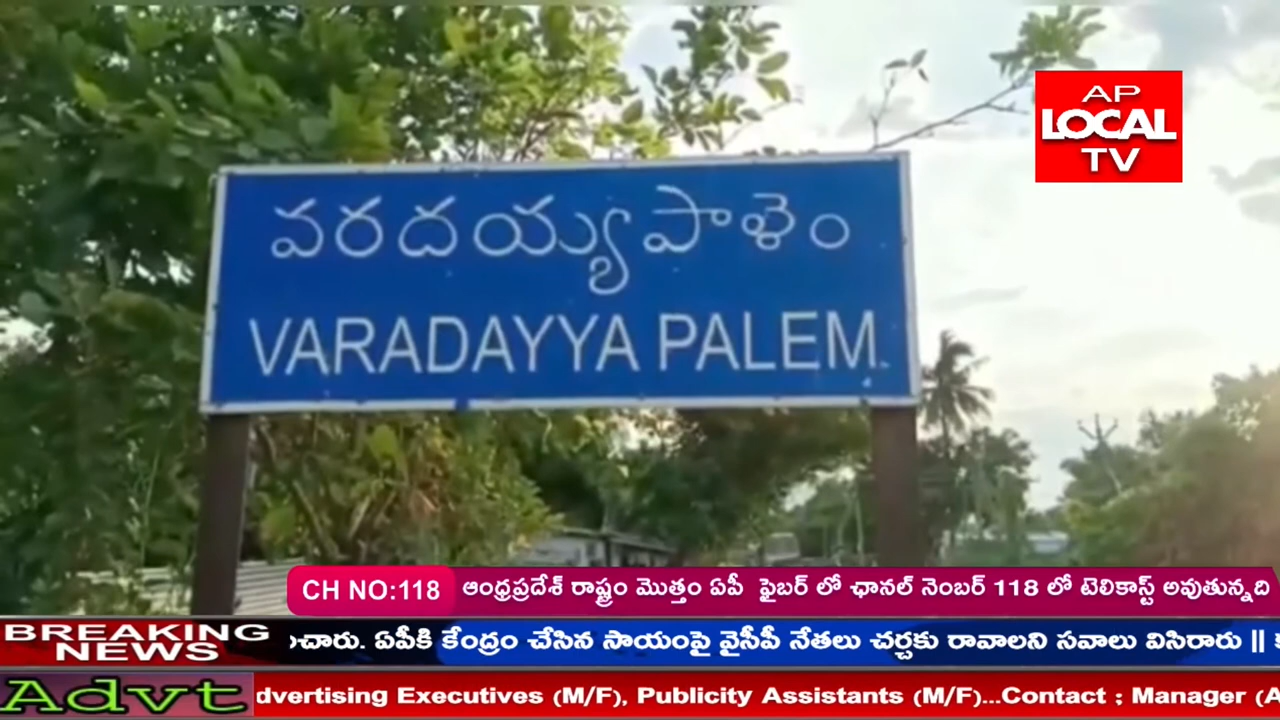 AP
LOCAL
TV
వరదయ్యపాళెం
VARADAYYA PALEM
CH NO:118 ఆంధ్రప్రదేశ్ రాష్ట్రం మొత్తం ఏపీ ఫైబర్ లో ఛానల్ నెంబర్ 118 లో టెలికాస్ట్ అవుతున్నది
BREAKING
NEWS
ఏపీకి కేంద్రం చేసిన సాయంపై వైసీపీ నేతలు చర్చకు రావాలని సవాలు విసిరారు ||
Advt dvertising Executives (M/F), Publicity Assistants (M/F)...Contact ; Manager (A